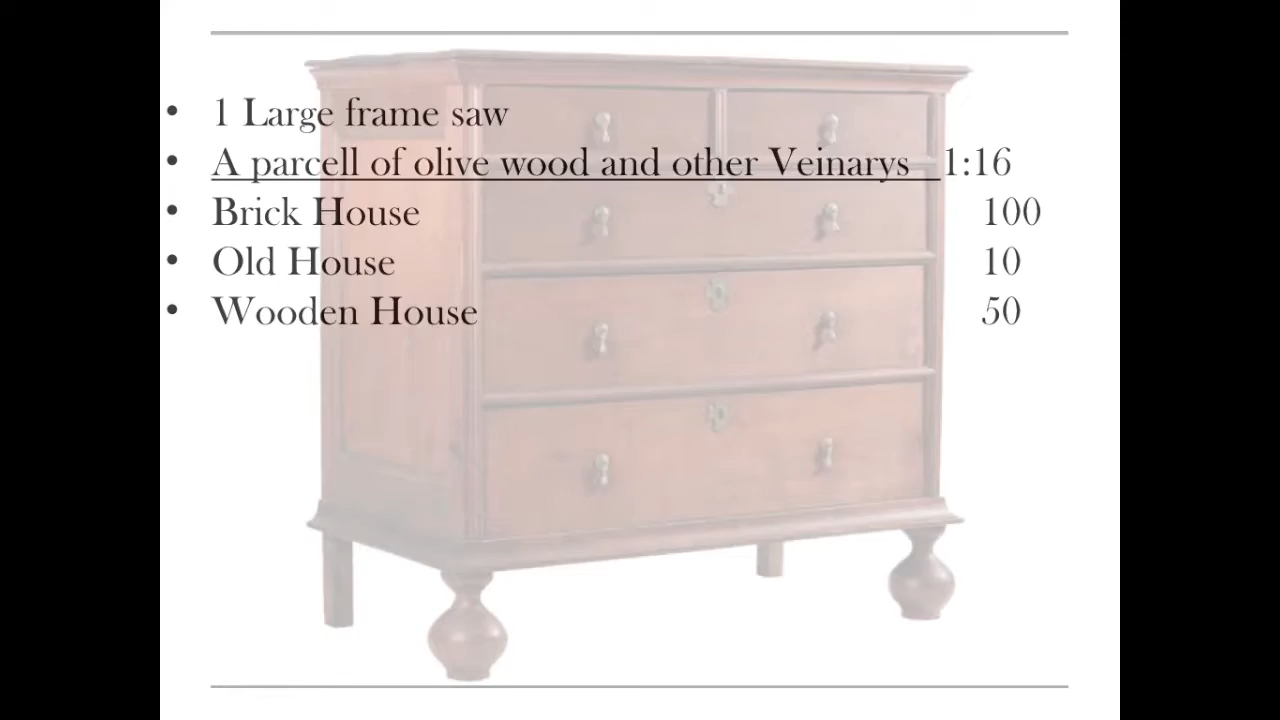 • 1 Large frame saw
• A parcell of olive wood and other Veinarys 1:16
• Brick House 100
• Old House 10
• Wooden House 50